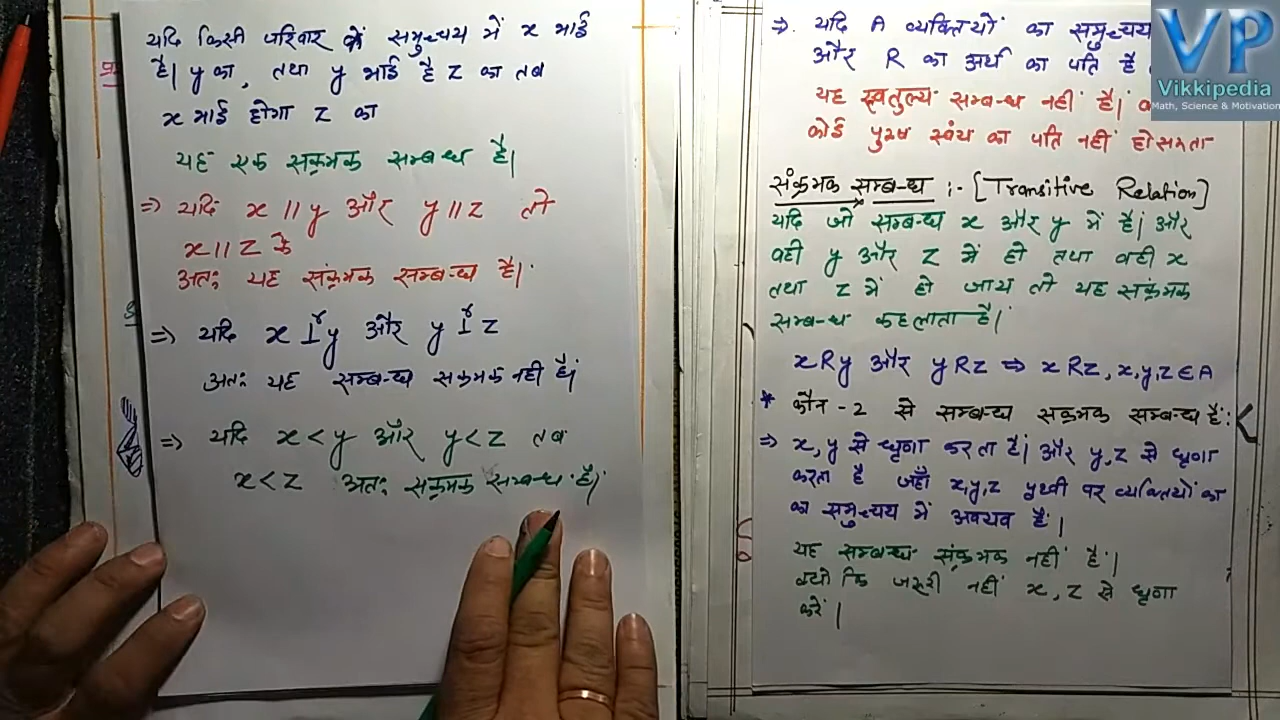 यदि किसी परिवार के समुच्चय में x भाई
है। y का, तथा y भाई है z का तब
x भाई होगा z का
यह एक सक्रमक सम्बन्ध है।
⇒ यदि x || y और y || z तो
x || z के
अतः यह संक्रमक सम्बन्ध है।
⇒ यदि x ⊥r y और y ⊥r z
अतः यह सम्बन्ध सक्रमक नहीं है।
⇒ यदि x < y और y < z तब
x < z अतः सक्रमक सम्बन्ध है।
⇒ यदि A व्यक्तियों का समुच्चय
और R का अर्थ का पति है
यह स्वतुल्य सम्बन्ध नहीं है।
कोई पुरुष स्वंय का पति नहीं हो सकता
संक्रमक सम्बन्ध :- [Transitive Relation]
यदि जो सम्बन्ध x और y में है। और
वही y और z में हो तथा वही x
तथा z में हो जाय तो यह संक्रमक
सम्बन्ध कहलाता है।
x R y और y R z ⇒ x R z, x, y, z ∈ A
* कौन - 2 से सम्बन्ध सक्रमक सम्बन्ध है:
⇒ x, y से घृणा करता है। और y, z से घृणा
करता है जहाँ x, y, z पृथ्वी पर व्यक्तियों का
का समुच्चय में अवयव हैं।
यह सम्बन्ध संक्रमक नहीं है।
क्यो कि जरूरी नहीं x, z से घृणा
करें।
VP
Vikkipedia
Math, Science & Motivation